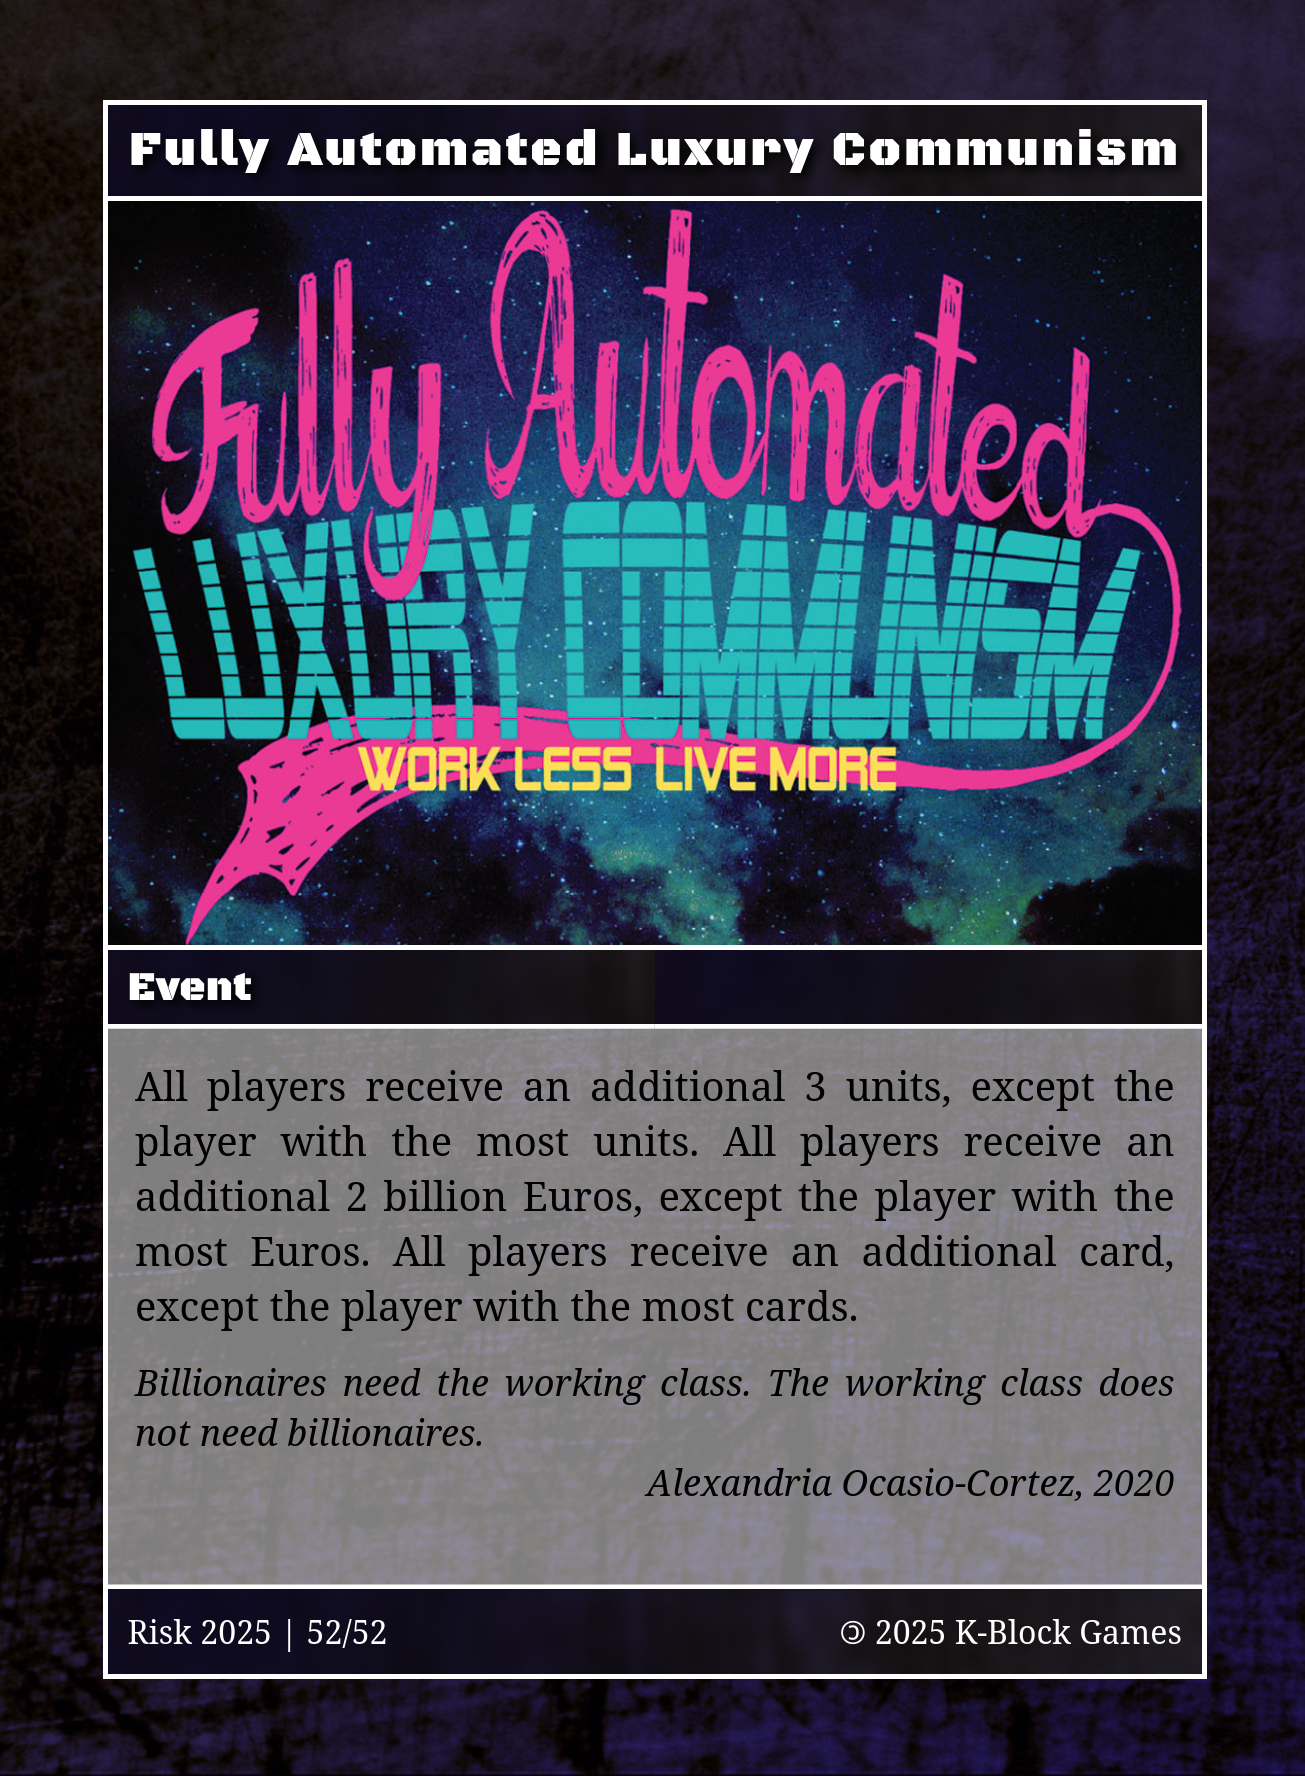 Fully Automated Luxury Communism
Fully Automated
LUXURY COMMUNISM
WORK LESS LIVE MORE
Event
All players receive an additional 3 units, except the
player with the most units. All players receive an
additional 2 billion Euros, except the player with the
most Euros. All players receive an additional card,
except the player with the most cards.
Billionaires need the working class. The working class does
not need billionaires.
Alexandria Ocasio-Cortez, 2020
Risk 2025 | 52/52
🄯 2025 K-Block Games